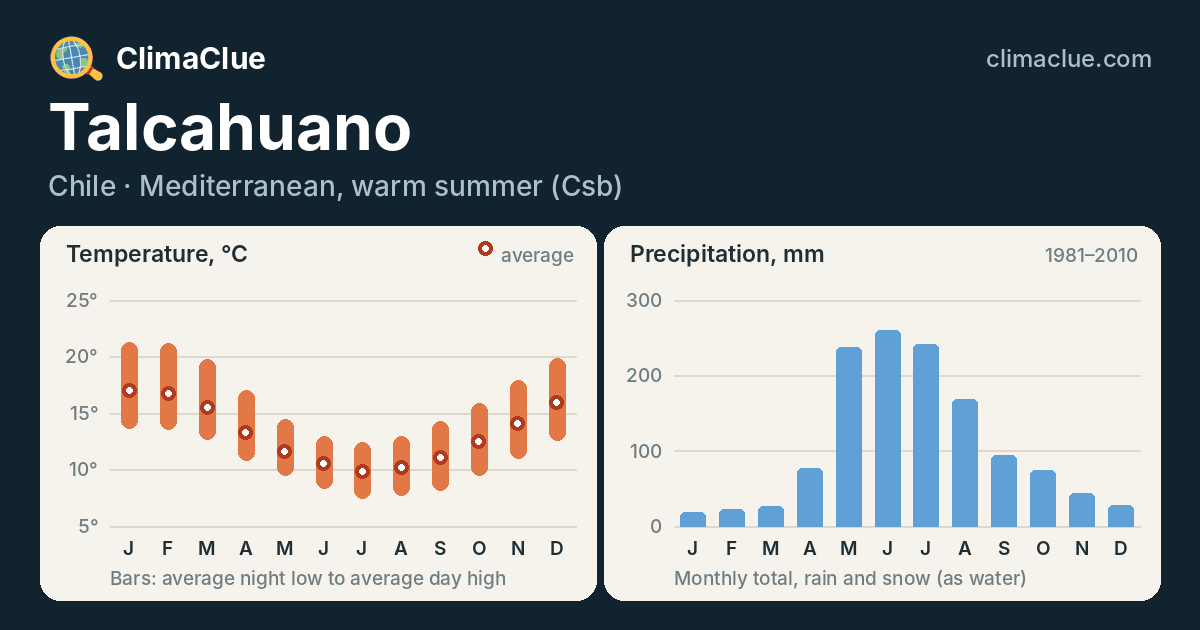 ClimaClue
climaclue.com
Talcahuano
Chile · Mediterranean, warm summer (Csb)
Temperature, °C
average
25°
20°
15°
10°
5°
J F M A M J J A S O N D
Bars: average night low to average day high
Precipitation, mm
1981–2010
300
200
100
0
J F M A M J J A S O N D
Monthly total, rain and snow (as water)